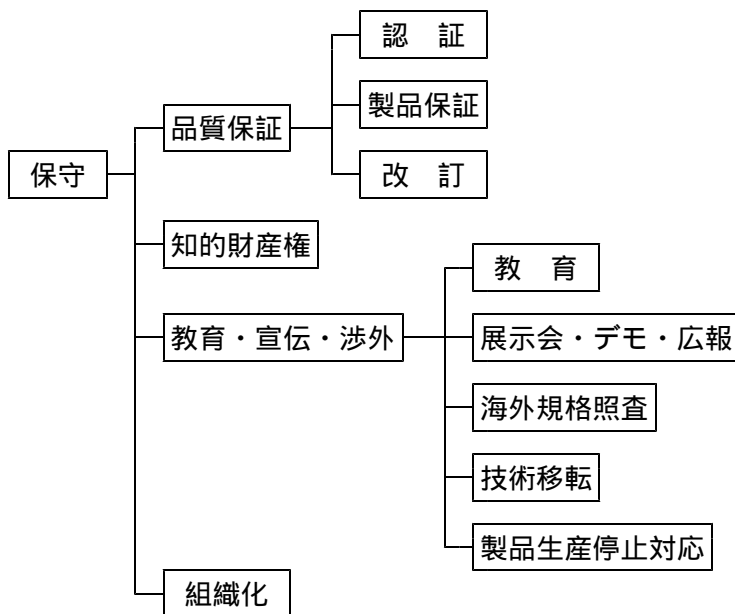 保守
品質保証
認　証
製品保証
改　訂
知的財産権
教育・宣伝・渉外
教　育
展示会・デモ・広報
海外規格照査
技術移転
製品生産停止対応
組織化